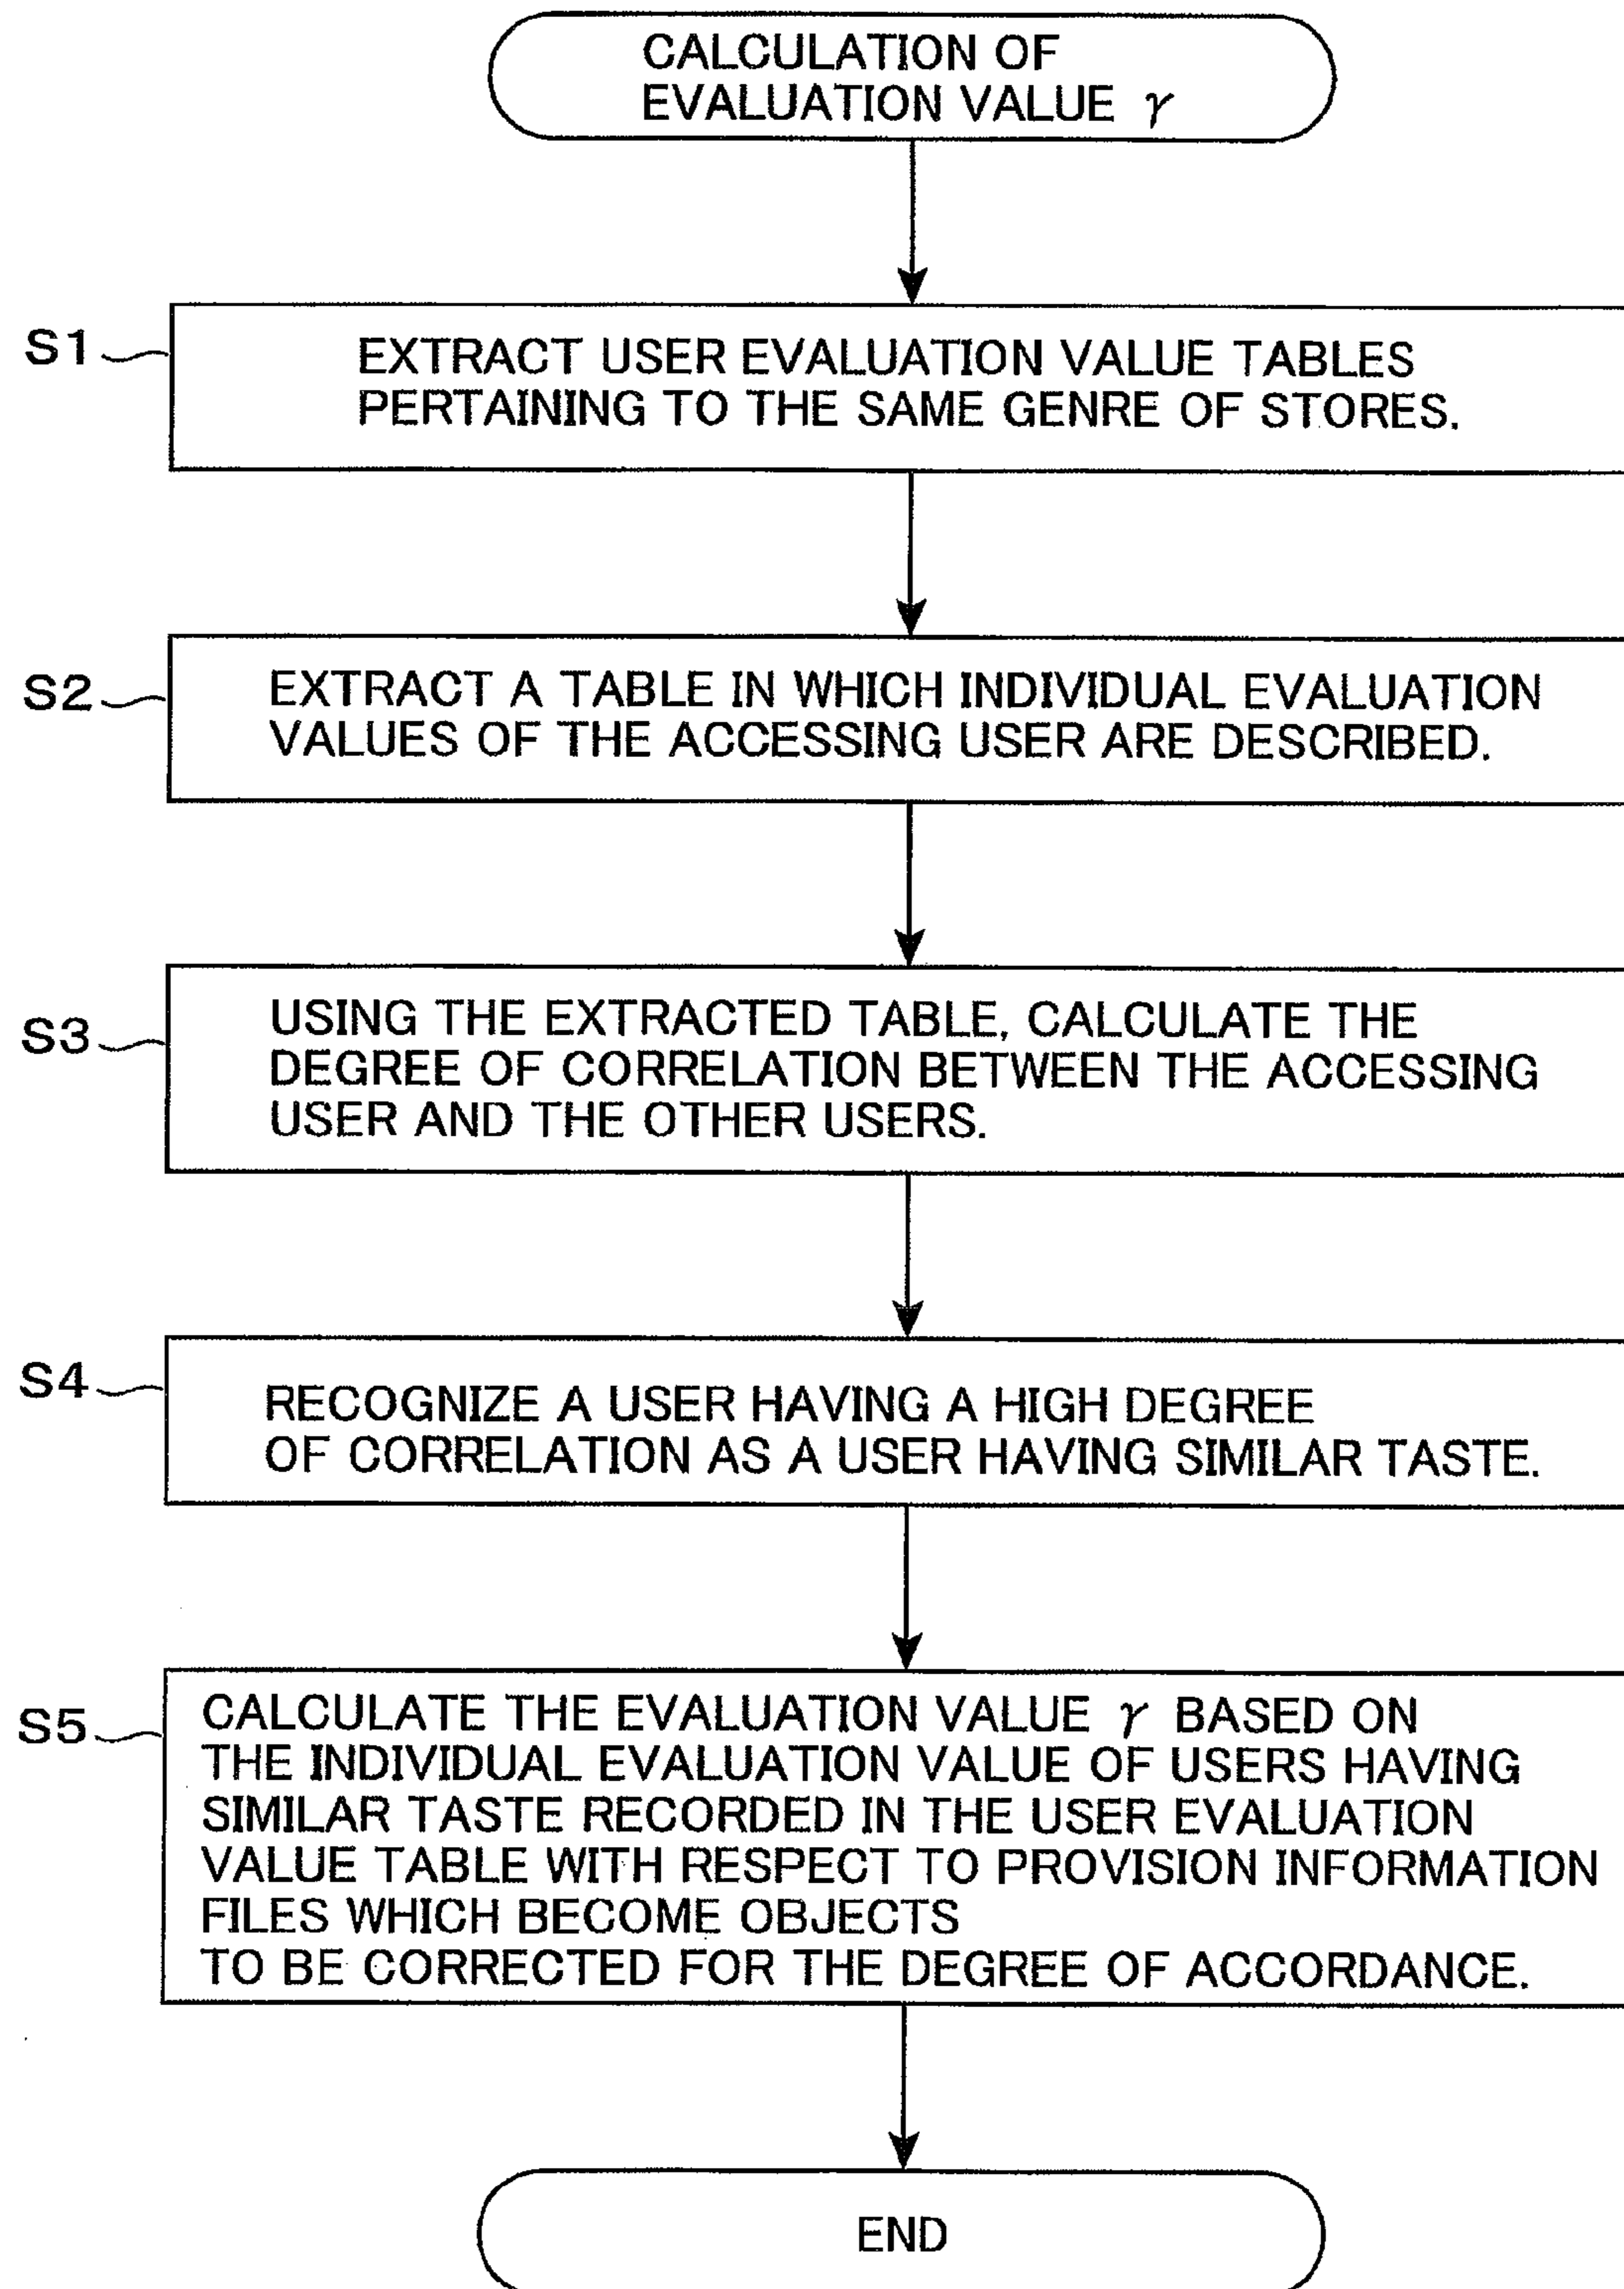 CALCULATION OF
EVALUATION VALUE γ
S1
EXTRACT USER EVALUATION VALUE TABLES
PERTAINING TO THE SAME GENRE OF STORES.
S2
EXTRACT A TABLE IN WHICH INDIVIDUAL EVALUATION
VALUES OF THE ACCESSING USER ARE DESCRIBED.
S3
USING THE EXTRACTED TABLE, CALCULATE THE
DEGREE OF CORRELATION BETWEEN THE ACCESSING
USER AND THE OTHER USERS.
S4
RECOGNIZE A USER HAVING A HIGH DEGREE
OF CORRELATION AS A USER HAVING SIMILAR TASTE.
S5
CALCULATE THE EVALUATION VALUE γ BASED ON
THE INDIVIDUAL EVALUATION VALUE OF USERS HAVING
SIMILAR TASTE RECORDED IN THE USER EVALUATION
VALUE TABLE WITH RESPECT TO PROVISION INFORMATION
FILES WHICH BECOME OBJECTS
TO BE CORRECTED FOR THE DEGREE OF ACCORDANCE.
END